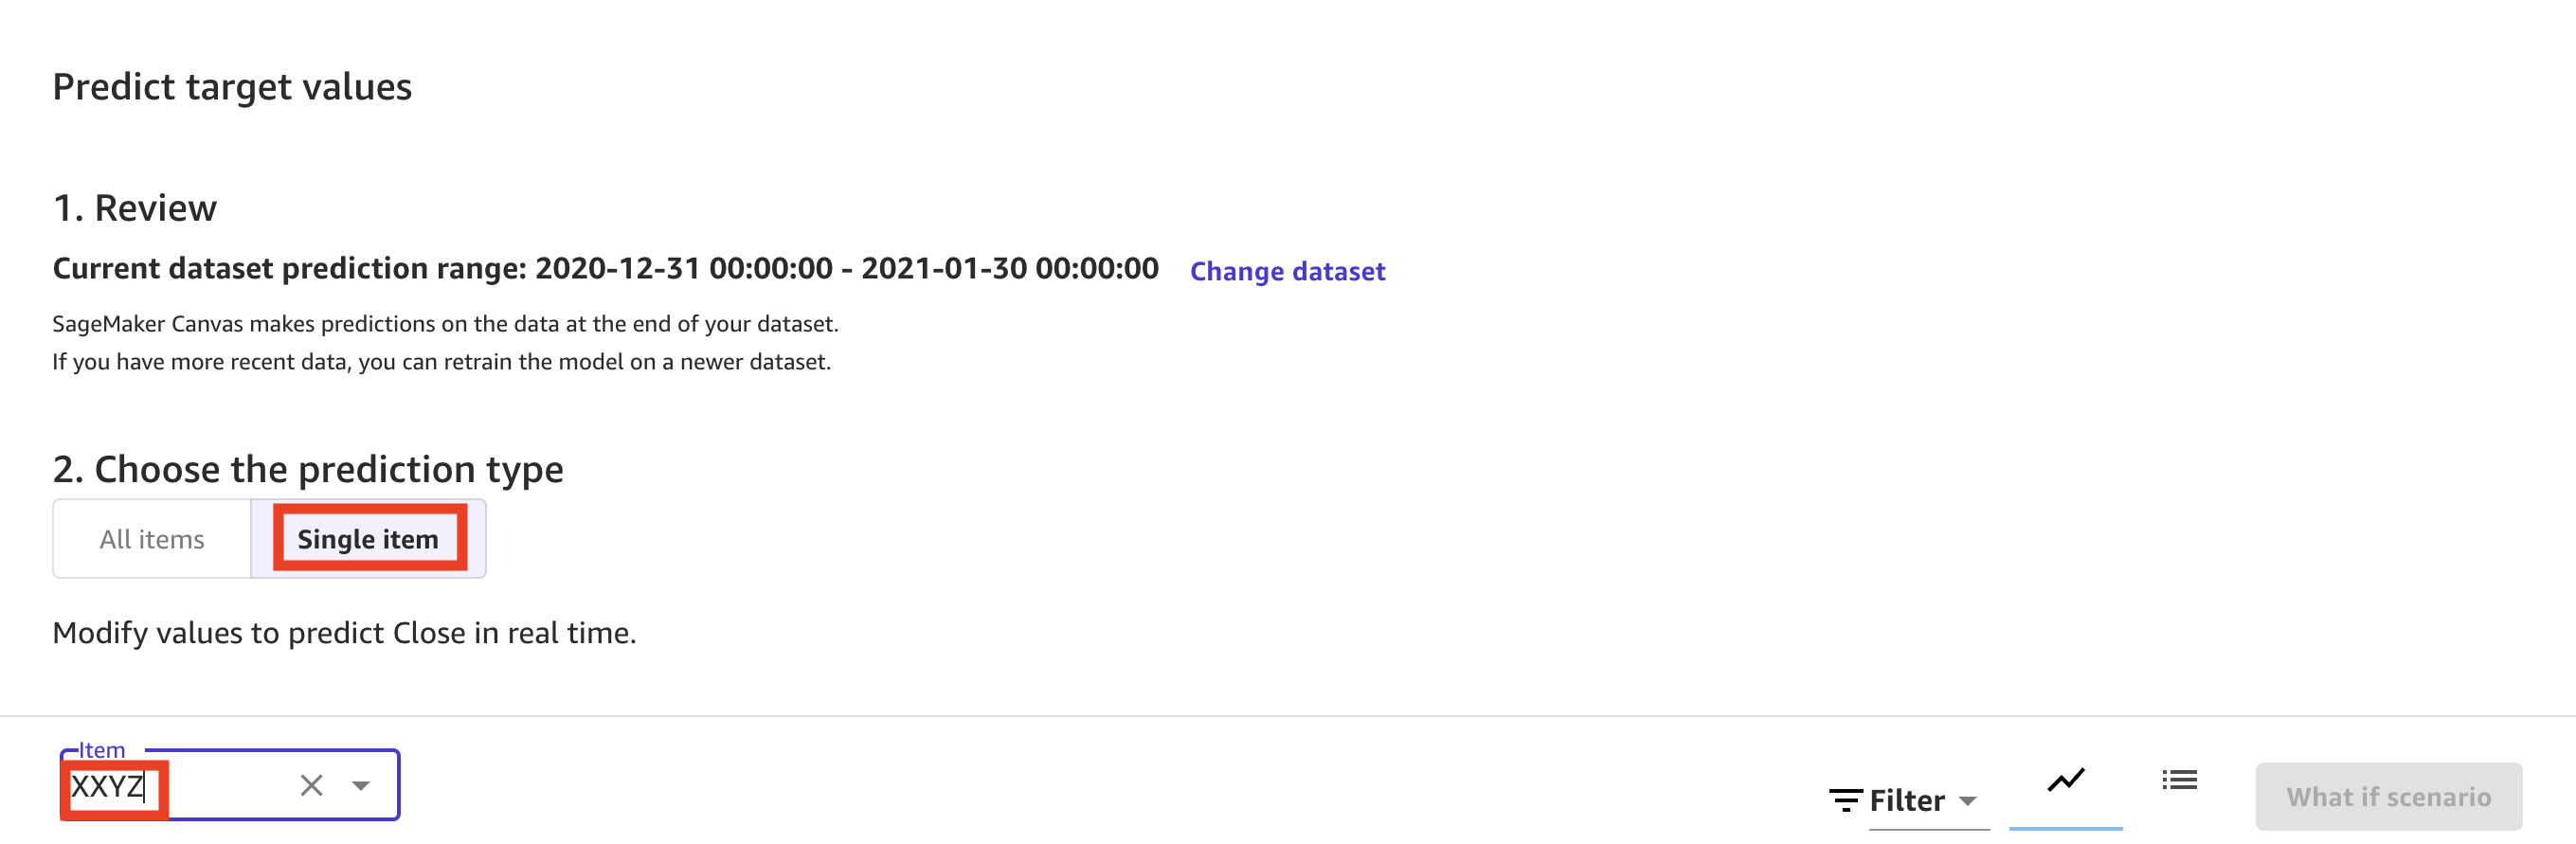 Predict target values
1. Review
Current dataset prediction range: 2020-12-31 00:00:00 - 2021-01-30 00:00:00 Change dataset
SageMaker Canvas makes predictions on the data at the end of your dataset.
If you have more recent data, you can retrain the model on a newer dataset.
2. Choose the prediction type
All items Single item
Modify values to predict Close in real time.
Item
XXYZ
Filter What if scenario